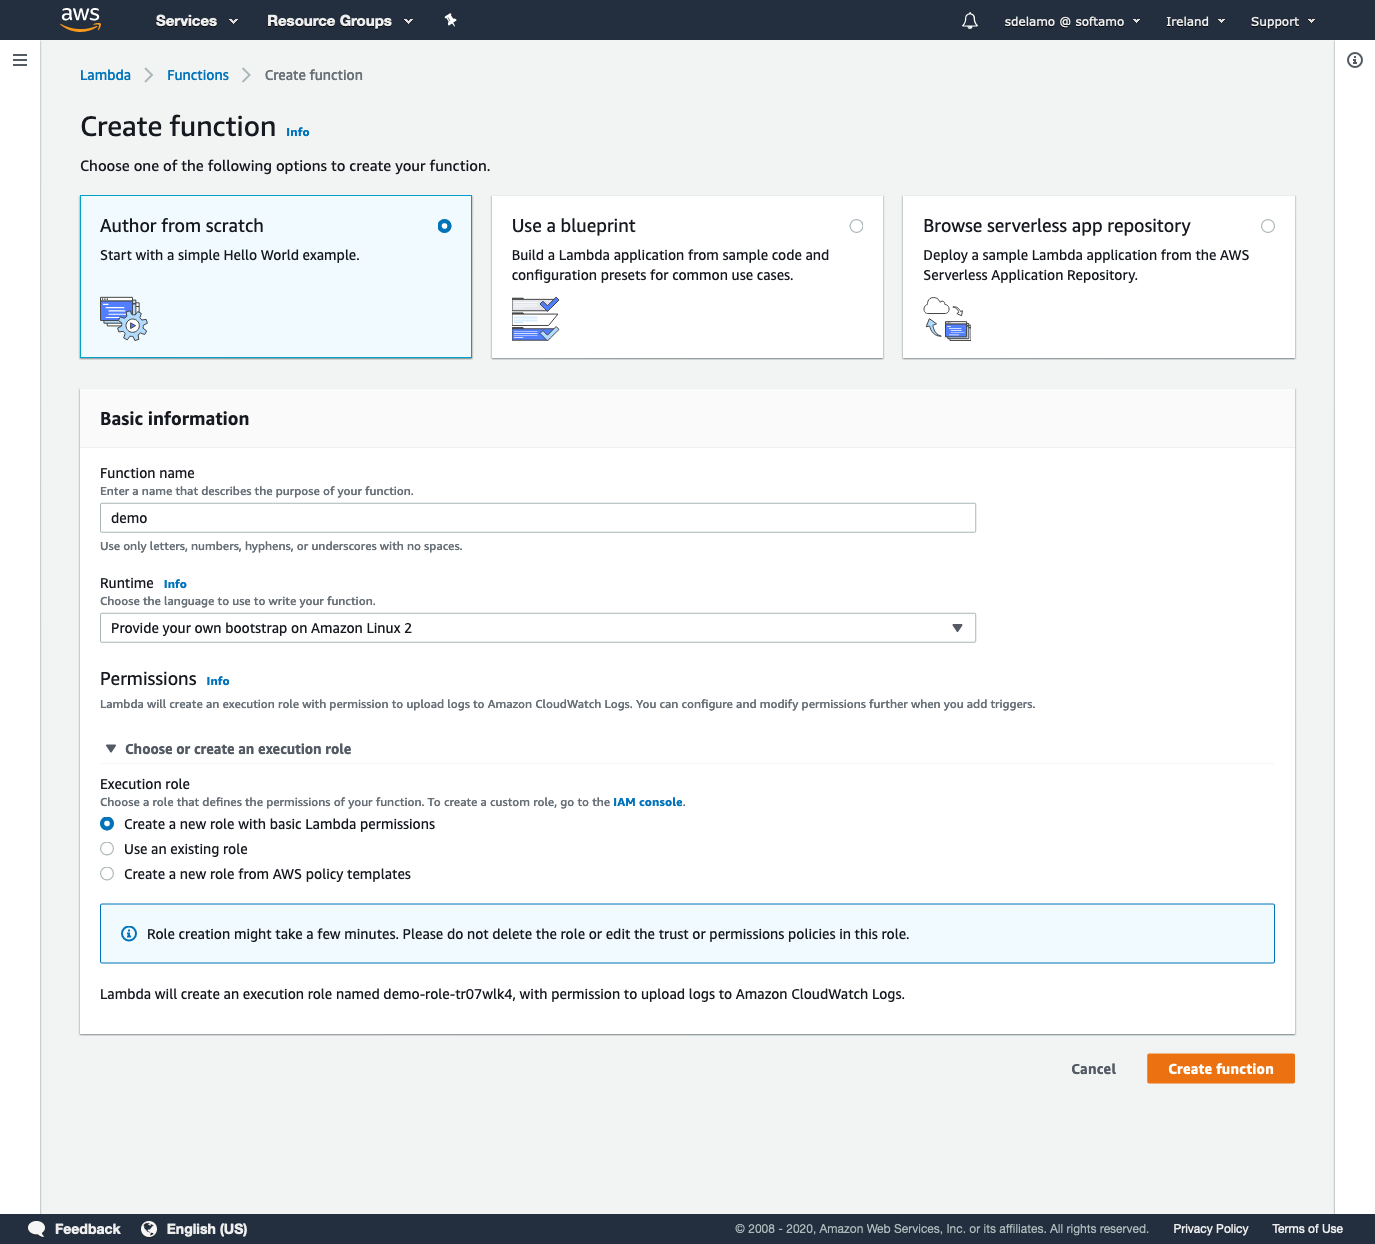 aws Services Resource Groups sdelamo @ softamo Ireland Support
Lambda Functions Create function
Create function Info
Choose one of the following options to create your function.
Author from scratch
Start with a simple Hello World example.
Use a blueprint
Build a Lambda application from sample code and
configuration presets for common use cases.
Browse serverless app repository
Deploy a sample Lambda application from the AWS
Serverless Application Repository.
Basic information
Function name
Enter a name that describes the purpose of your function.
demo
Use only letters, numbers, hyphens, or underscores with no spaces.
Runtime Info
Choose the language to use to write your function.
Provide your own bootstrap on Amazon Linux 2
Permissions Info
Lambda will create an execution role with permission to upload logs to Amazon CloudWatch Logs. You can configure and modify permissions further when you add triggers.
Choose or create an execution role
Execution role
Choose a role that defines the permissions of your function. To create a custom role, go to the IAM console.
Create a new role with basic Lambda permissions
Use an existing role
Create a new role from AWS policy templates
Role creation might take a few minutes. Please do not delete the role or edit the trust or permissions policies in this role.
Lambda will create an execution role named demo-role-tr07wlk4, with permission to upload logs to Amazon CloudWatch Logs.
Cancel Create function
Feedback English (US) © 2008 - 2020, Amazon Web Services, Inc. or its affiliates. All rights reserved. Privacy Policy Terms of Use